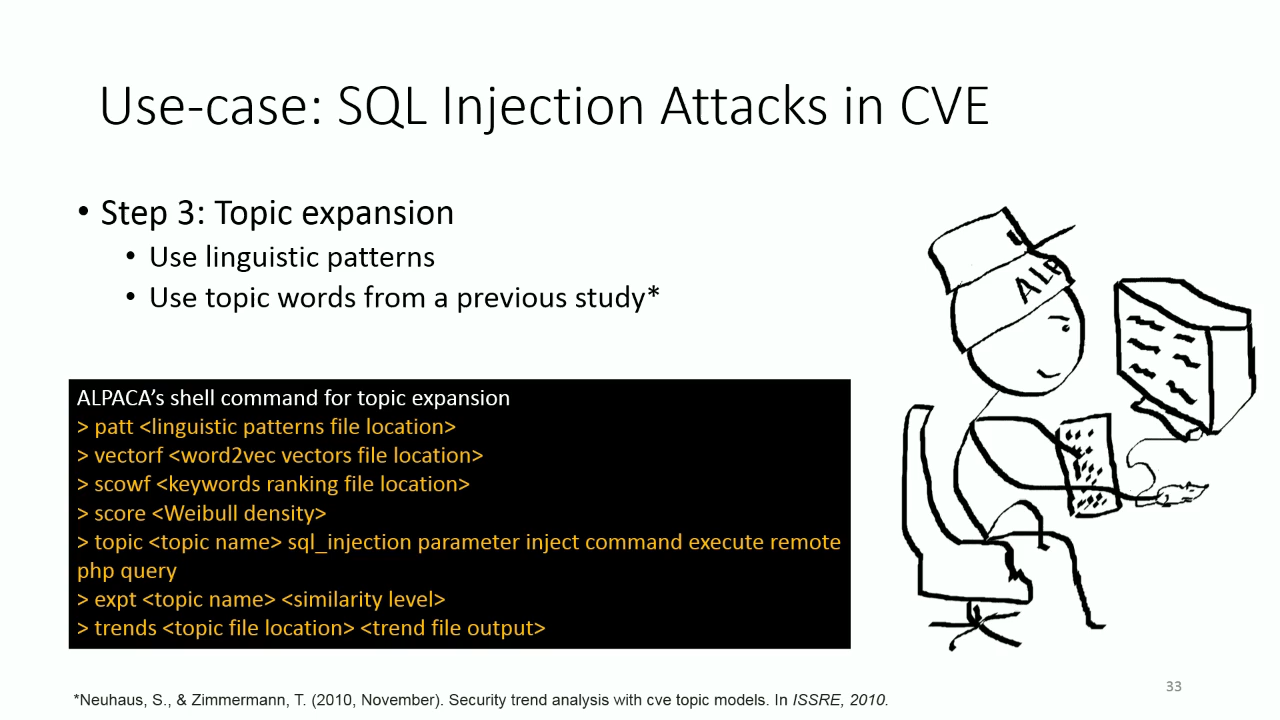 Use-case: SQL Injection Attacks in CVE
• Step 3: Topic expansion
• Use linguistic patterns
• Use topic words from a previous study*
ALPACA’s shell command for topic expansion
> patt <linguistic patterns file location>
> vectorf <word2vec vectors file location>
> scowf <keywords ranking file location>
> score <Weibull density>
> topic <topic name> sql_injection parameter inject command execute remote
php query
> expt <topic name> <similarity level>
> trends <topic file location> <trend file output>
ALP
*Neuhaus, S., & Zimmermann, T. (2010, November). Security trend analysis with cve topic models. In ISSRE, 2010.
33